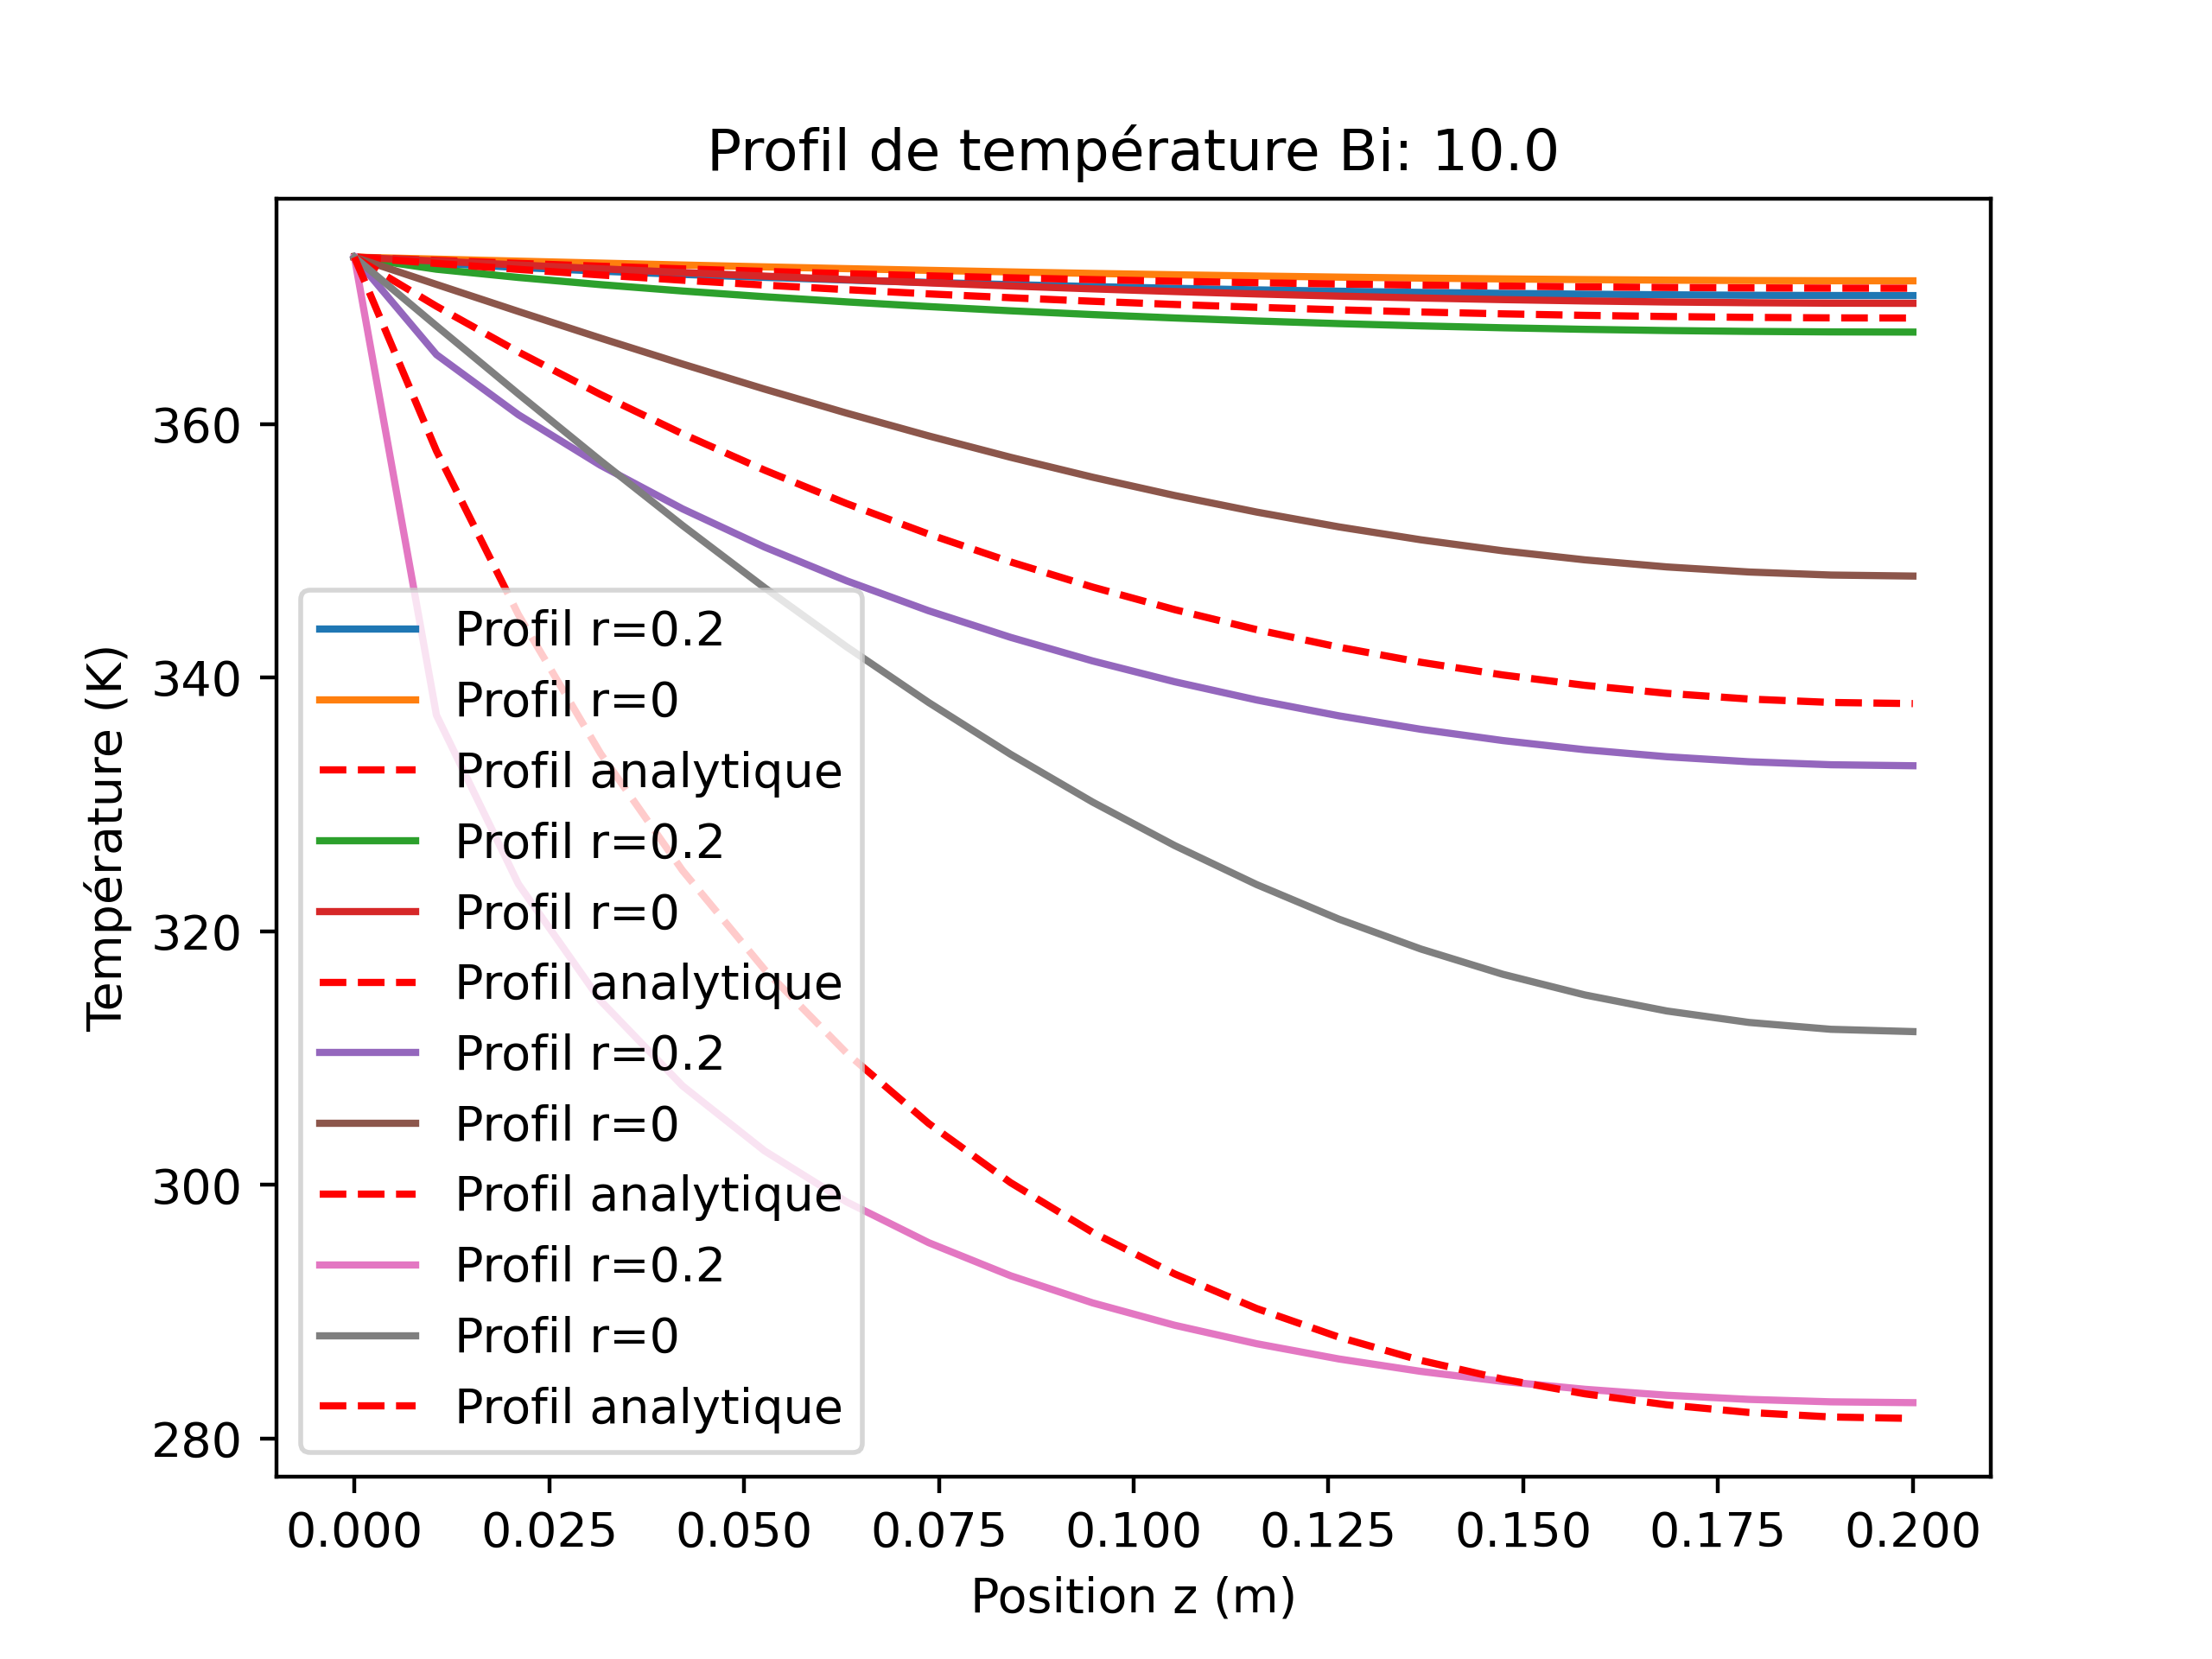 Profil de température Bi: 10.0
Température (K)
360
340
320
300
280
Profil r=0.2
Profil r=0
Profil analytique
Profil r=0.2
Profil r=0
Profil analytique
Profil r=0.2
Profil r=0
Profil analytique
Profil r=0.2
Profil r=0
Profil analytique
0.000 0.025 0.050 0.075 0.100 0.125 0.150 0.175 0.200
Position z (m)